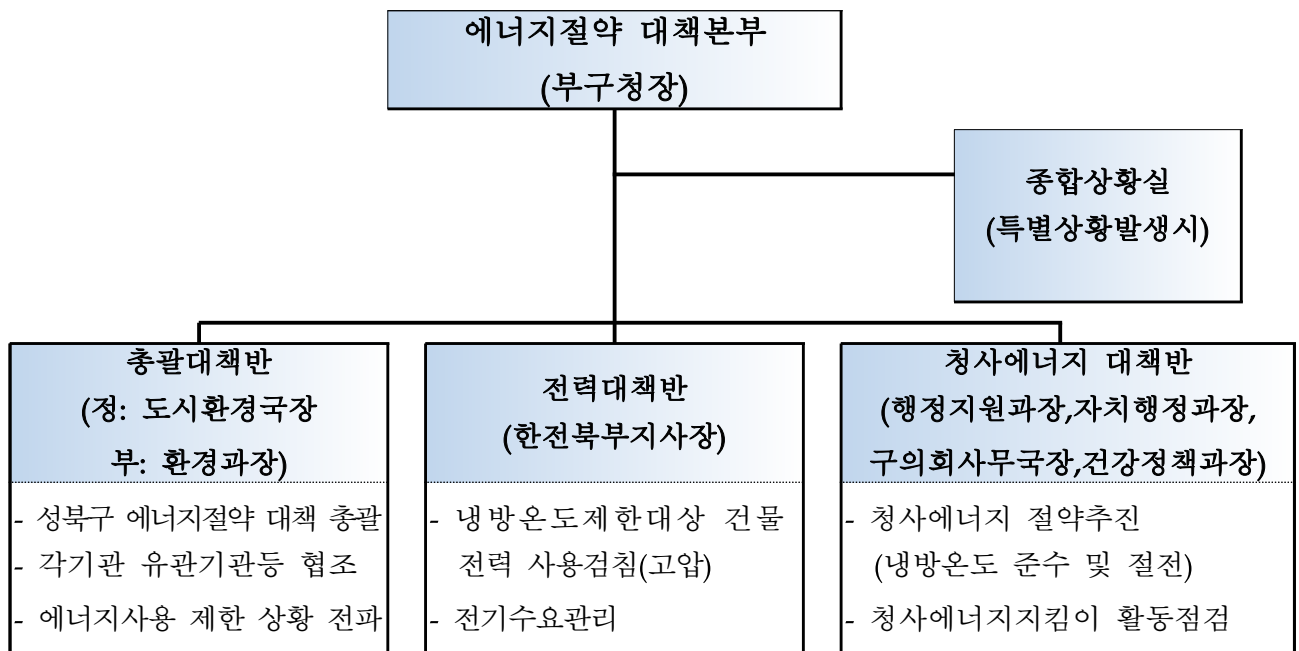 에너지절약 대책본부
(부구청장)
종합상황실
(특별상황발생시)
총괄대책반
(정: 도시환경국장
부: 환경과장)
- 성북구 에너지절약 대책 총괄
- 각기관 유관기관등 협조
- 에너지사용 제한 상황 전파
전력대책반
(한전북부지사장)
- 냉방온도제한대상 건물
전력 사용검침(고압)
- 전기수요관리
청사에너지 대책반
(행정지원과장,자치행정과장,
구의회사무국장,건강정책과장)
- 청사에너지 절약추진
(냉방온도 준수 및 절전)
- 청사에너지지킴이 활동점검